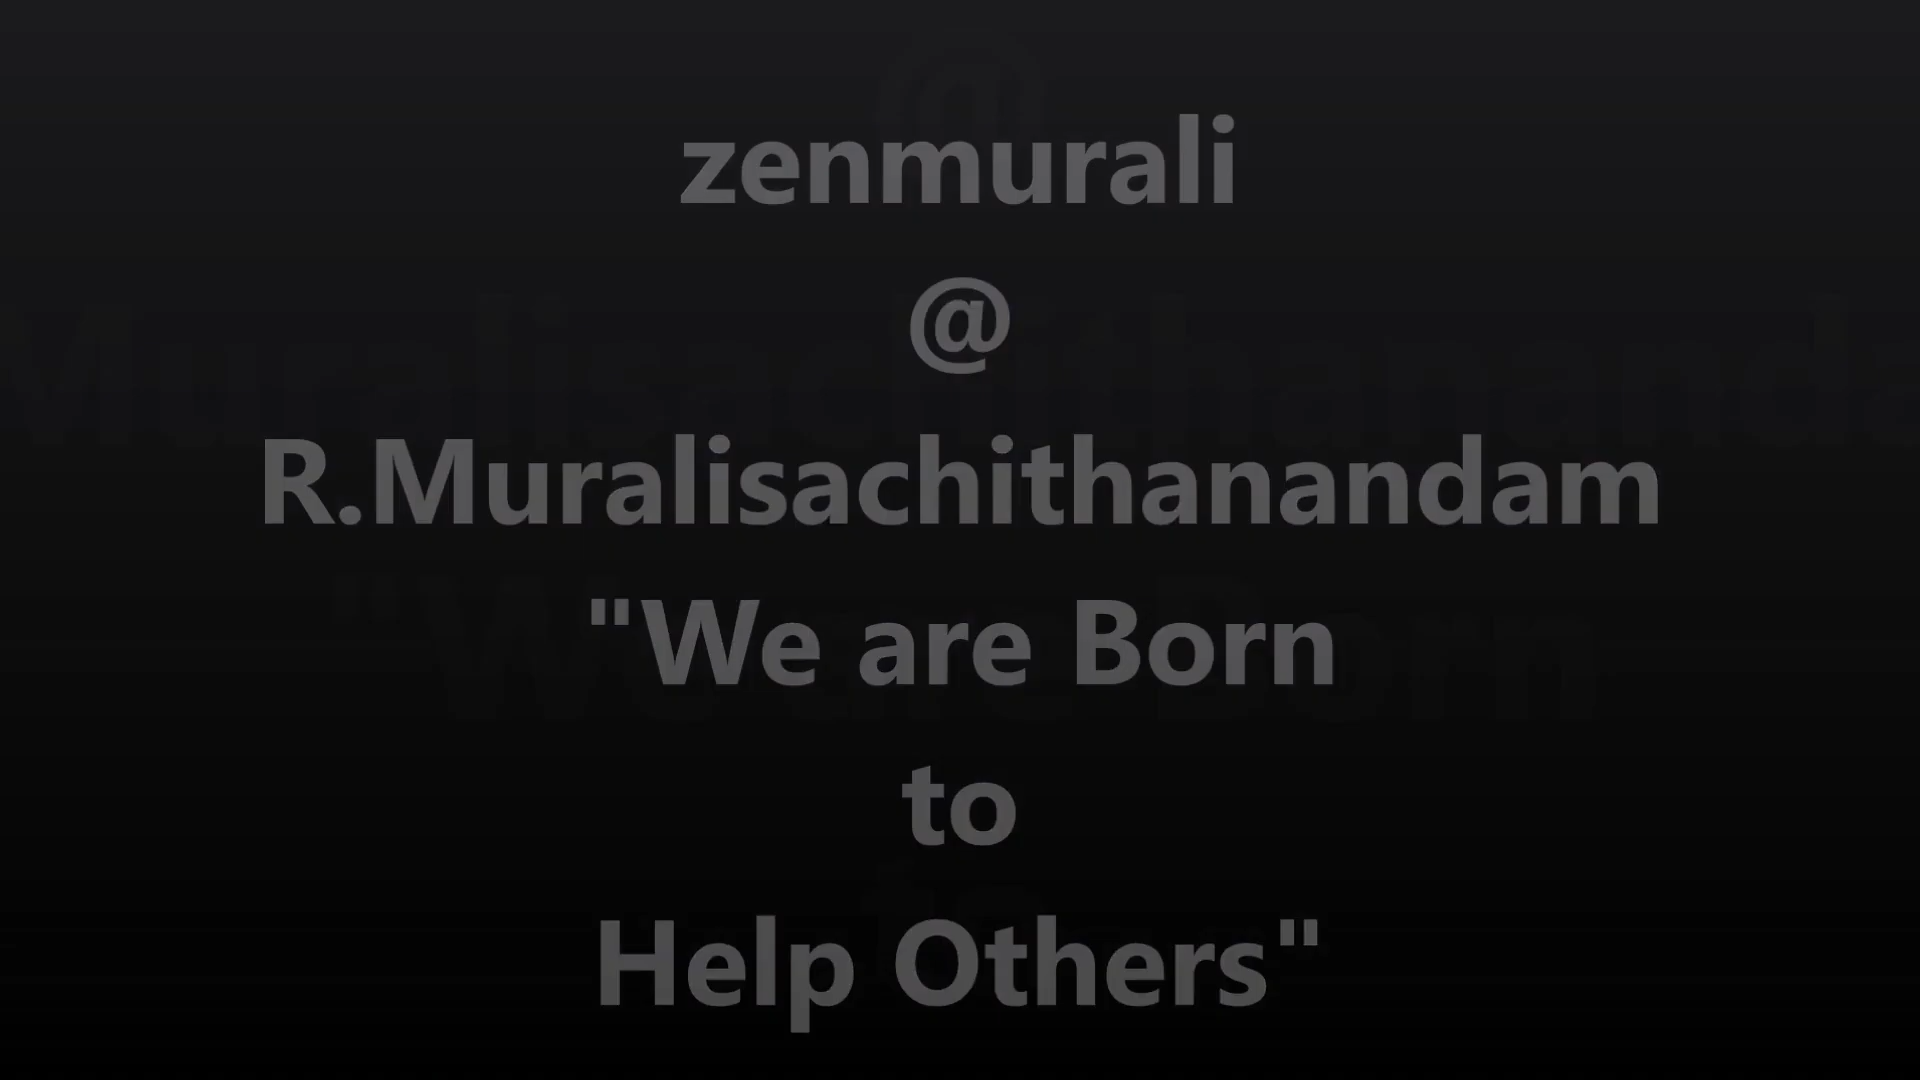 zenmurali
@
R.Muralisachithanandam
"We are Born
to
Help Others"